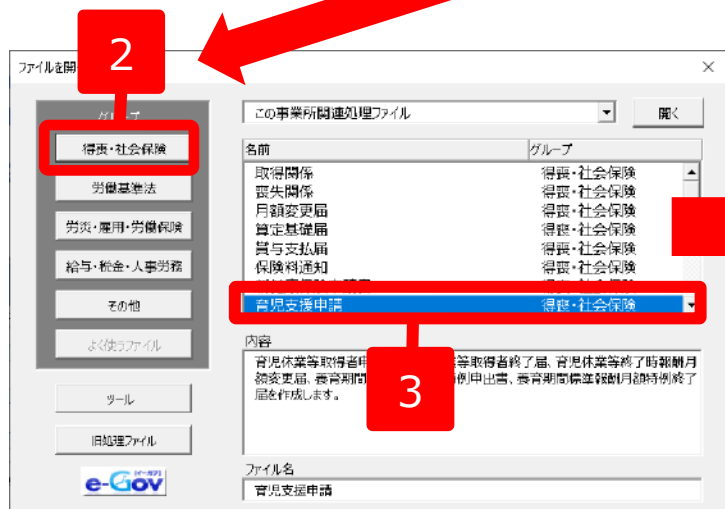 2
ファイルを開
×
グループ
得喪・社会保険
労働基準法
労災・雇用・労働保険
給与・税金・人事労務
その他
よく使うファイル
ツール
旧処理ファイル
e-Gov
この事業所関連処理ファイル
開く
名前 グループ
取得関係 得喪・社会保険
喪失関係 得喪・社会保険
月額変更届 得喪・社会保険
算定基礎届 得喪・社会保険
賞与支払届 得喪・社会保険
保険料通知 得喪・社会保険
育児支援申請 得喪・社会保険
3
内容
育児休業等取得者申 等取得者終了届、育児休業等終了時報酬月
額変更届、養育期間 例申出書、養育期間標準報酬月額特例終了
届を作成します。
ファイル名
育児支援申請